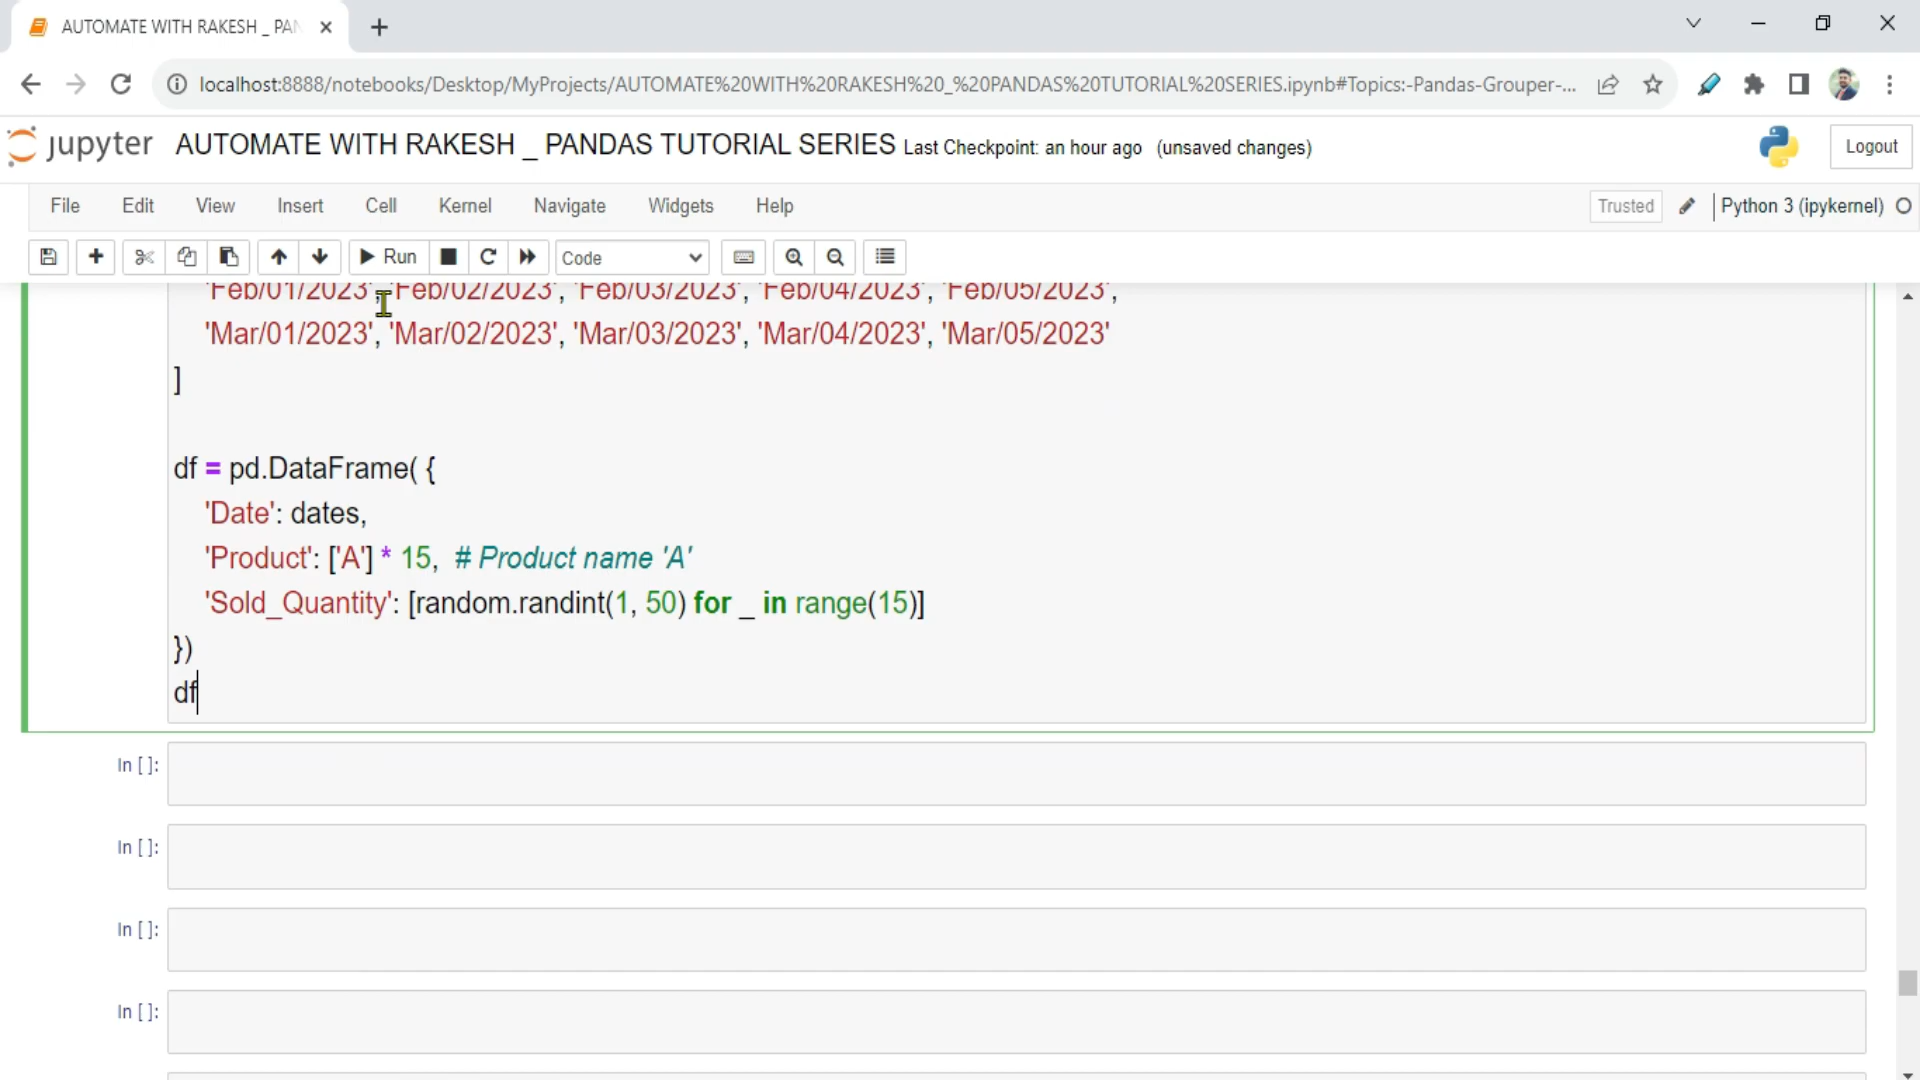 AUTOMATE WITH RAKESH _ PAN
localhost:8888/notebooks/Desktop/MyProjects/AUTOMATE%20WITH%20RAKESH%20_%20PANDAS%20TUTORIAL%20SERIES.ipynb#Topics:-Pandas-Grouper-...
jupyter AUTOMATE WITH RAKESH _ PANDAS TUTORIAL SERIES Last Checkpoint: an hour ago (unsaved changes) Logout
File Edit View Insert Cell Kernel Navigate Widgets Help Trusted Python 3 (ipykernel)
Run Code
'Feb/01/2023', 'Feb/02/2023', 'Feb/03/2023', 'Feb/04/2023', 'Feb/05/2023',
'Mar/01/2023', 'Mar/02/2023', 'Mar/03/2023', 'Mar/04/2023', 'Mar/05/2023'
]
df = pd.DataFrame( {
'Date': dates,
'Product': ['A'] * 15, # Product name 'A'
'Sold_Quantity': [random.randint(1, 50) for _ in range(15)]
})
df
In [ ]:
In [ ]:
In [ ]:
In [ ]: